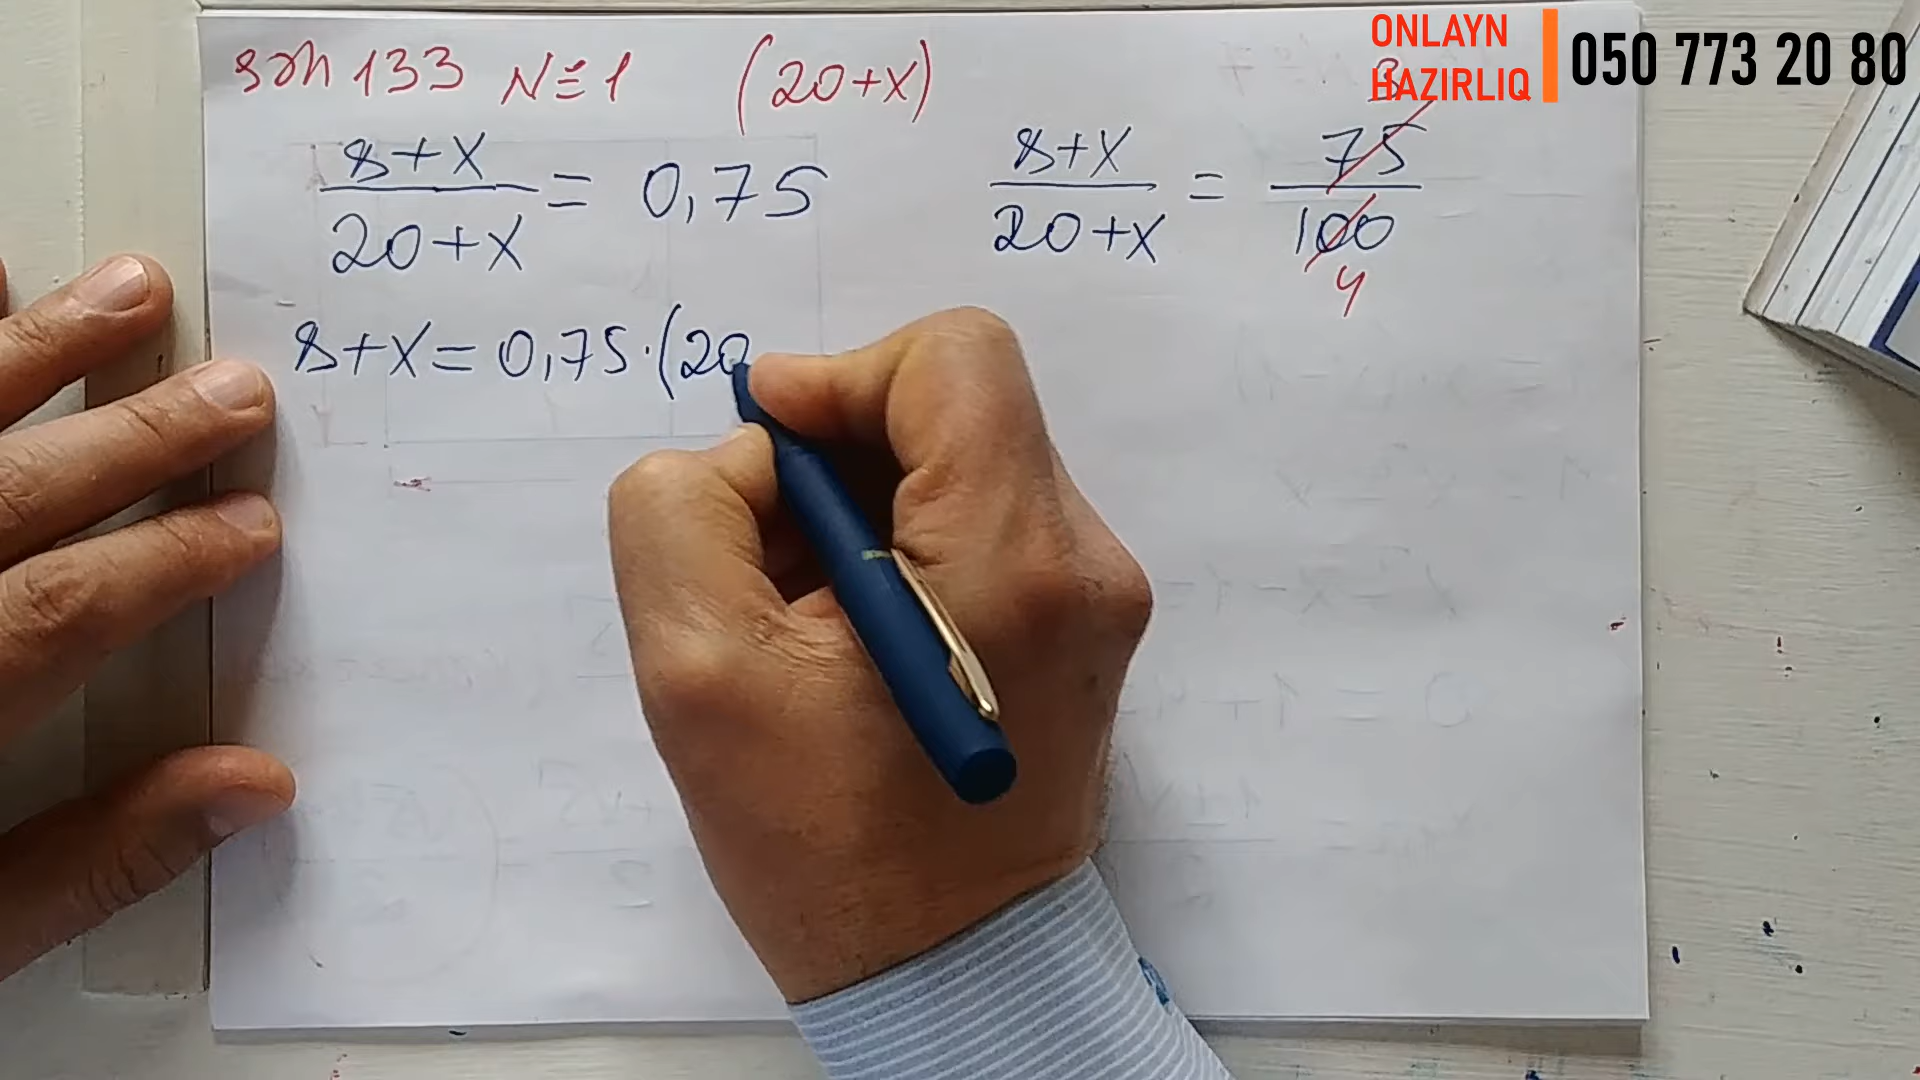 səh 133 №1 (20+x)
8+x / 20+x = 0,75
8+x / 20+x = 75 / 100
3
4
8+x=0,75·(20
ONLAYN HAZIRLIQ
050 773 20 80